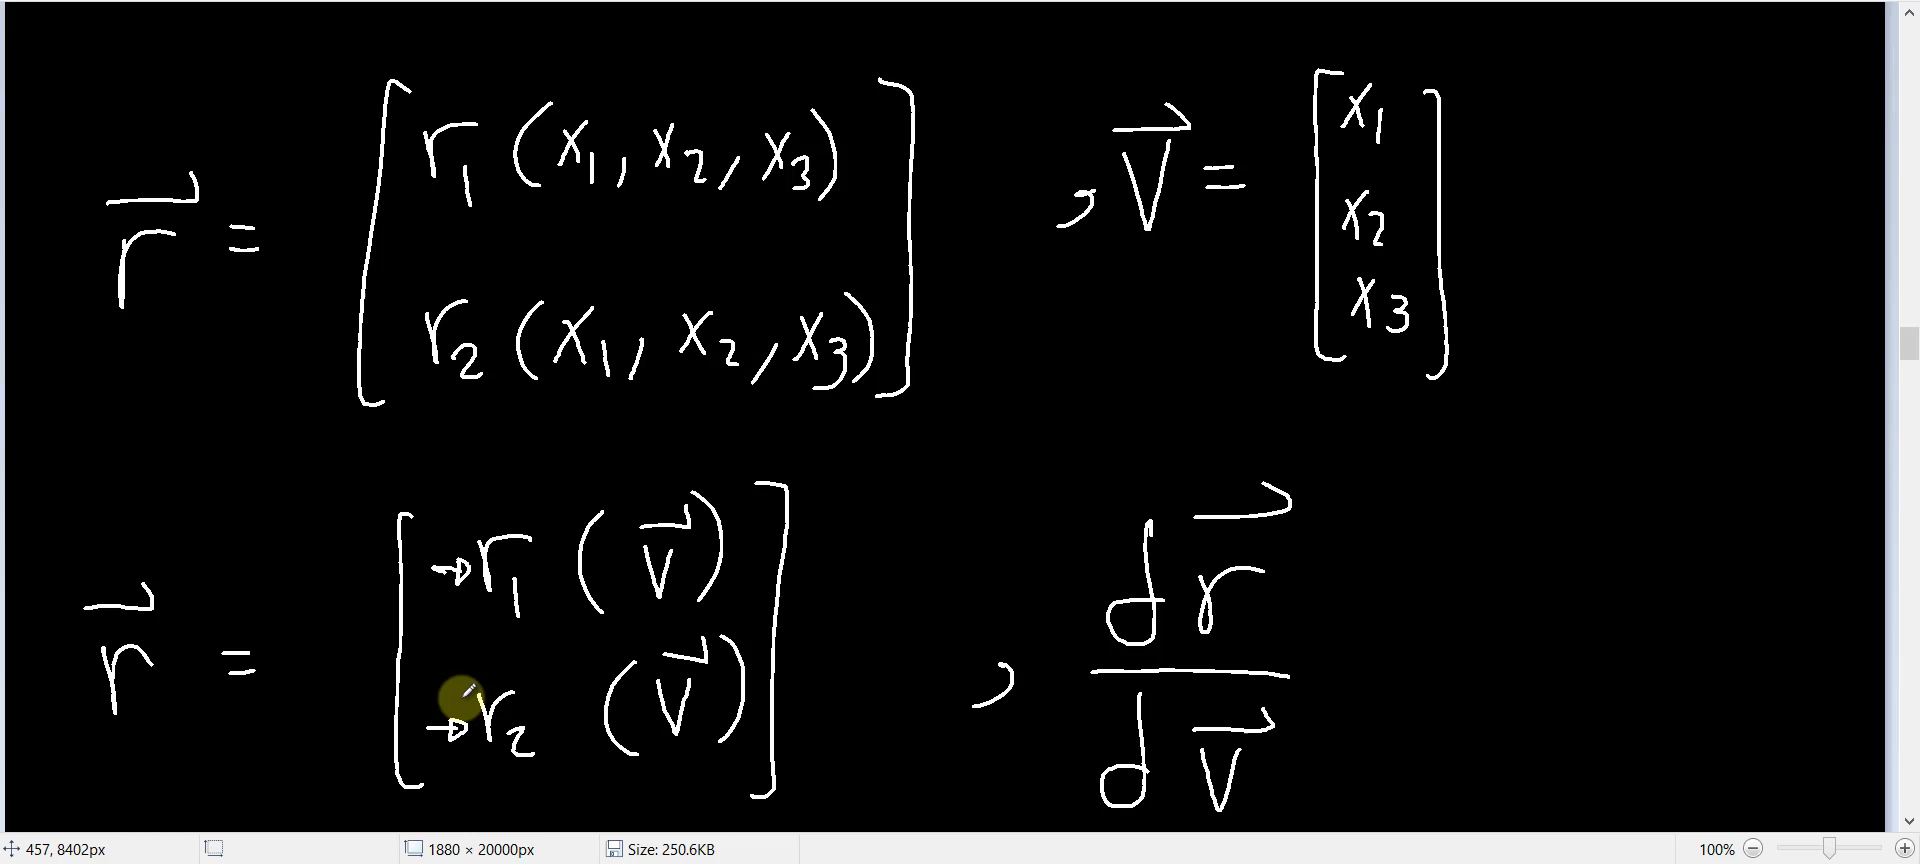 r⃗ = [ r₁ (x₁, x₂, x₃)
r₂ (x₁, x₂, x₃) ] , V⃗ = [ x₁
x₂
x₃ ]
r⃗ = [ →r₁ (V⃗)
→r₂ (V⃗) ] , dr⃗ / dV⃗
457, 8402px 1880 × 20000px Size: 250.6KB 100%